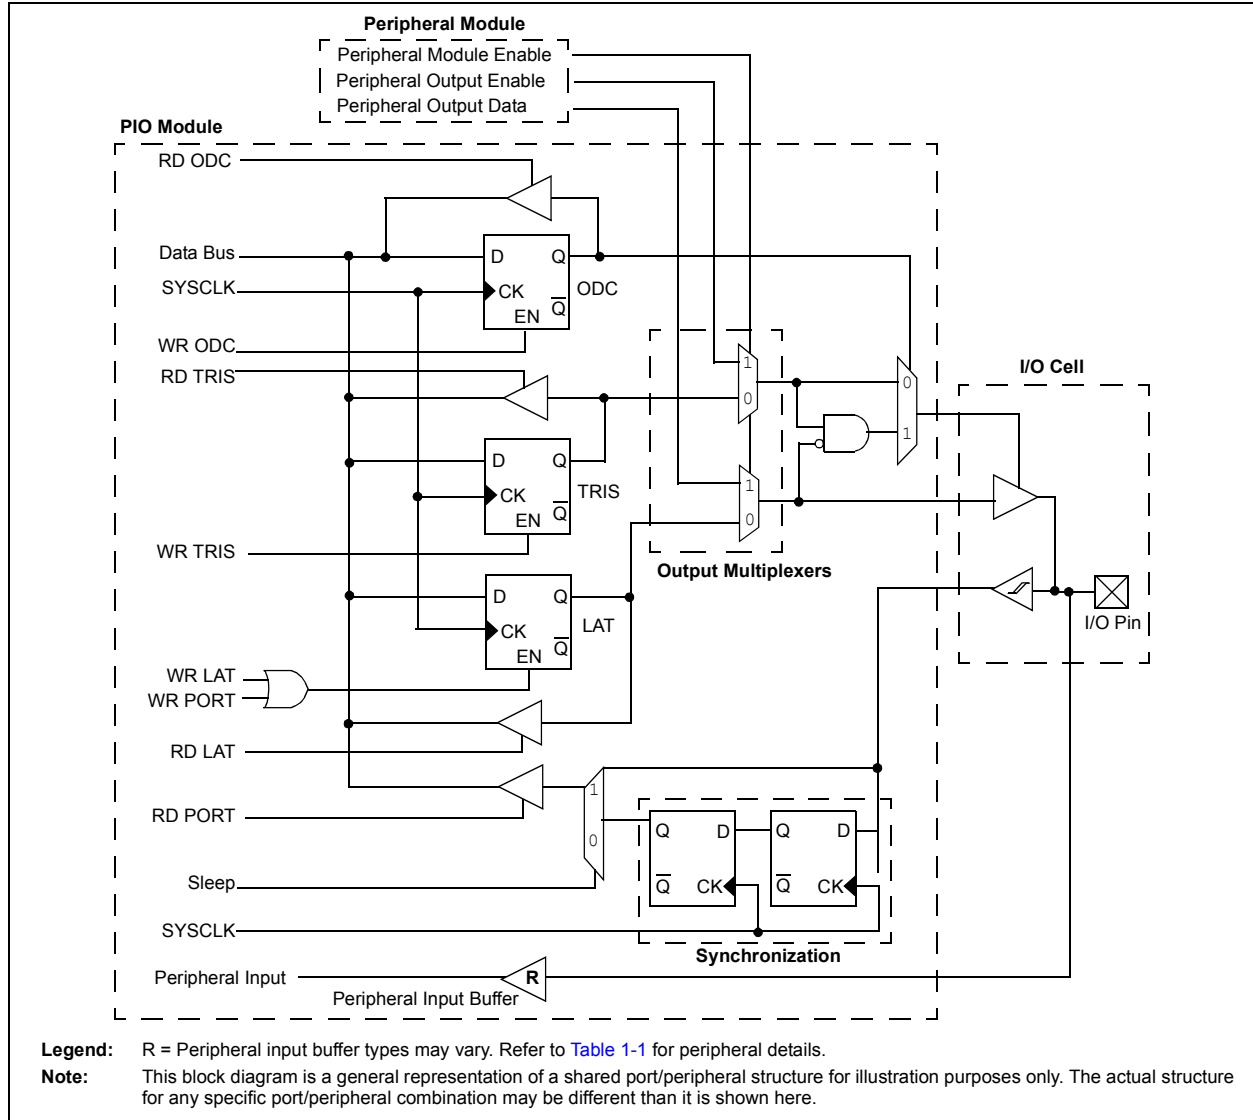 Peripheral Module
Peripheral Module Enable
Peripheral Output Enable
Peripheral Output Data
PIO Module
RD ODC
Data Bus
D
Q
SYSCLK
CK
ODC
EN
Q
WR ODC
RD TRIS
1
0
I/O Cell
0
1
D
Q
CK
TRIS
EN
Q
1
0
WR TRIS
Output Multiplexers
D
Q
CK
LAT
EN
Q
I/O Pin
WR LAT
WR PORT
RD LAT
1
RD PORT
0
Q
D
Q
D
Sleep
Q
CK
Q
CK
SYSCLK
Synchronization
Peripheral Input
R
Peripheral Input Buffer
Legend: R = Peripheral input buffer types may vary. Refer to Table 1-1 for peripheral details.
Note: This block diagram is a general representation of a shared port/peripheral structure for illustration purposes only. The actual structure
for any specific port/peripheral combination may be different than it is shown here.